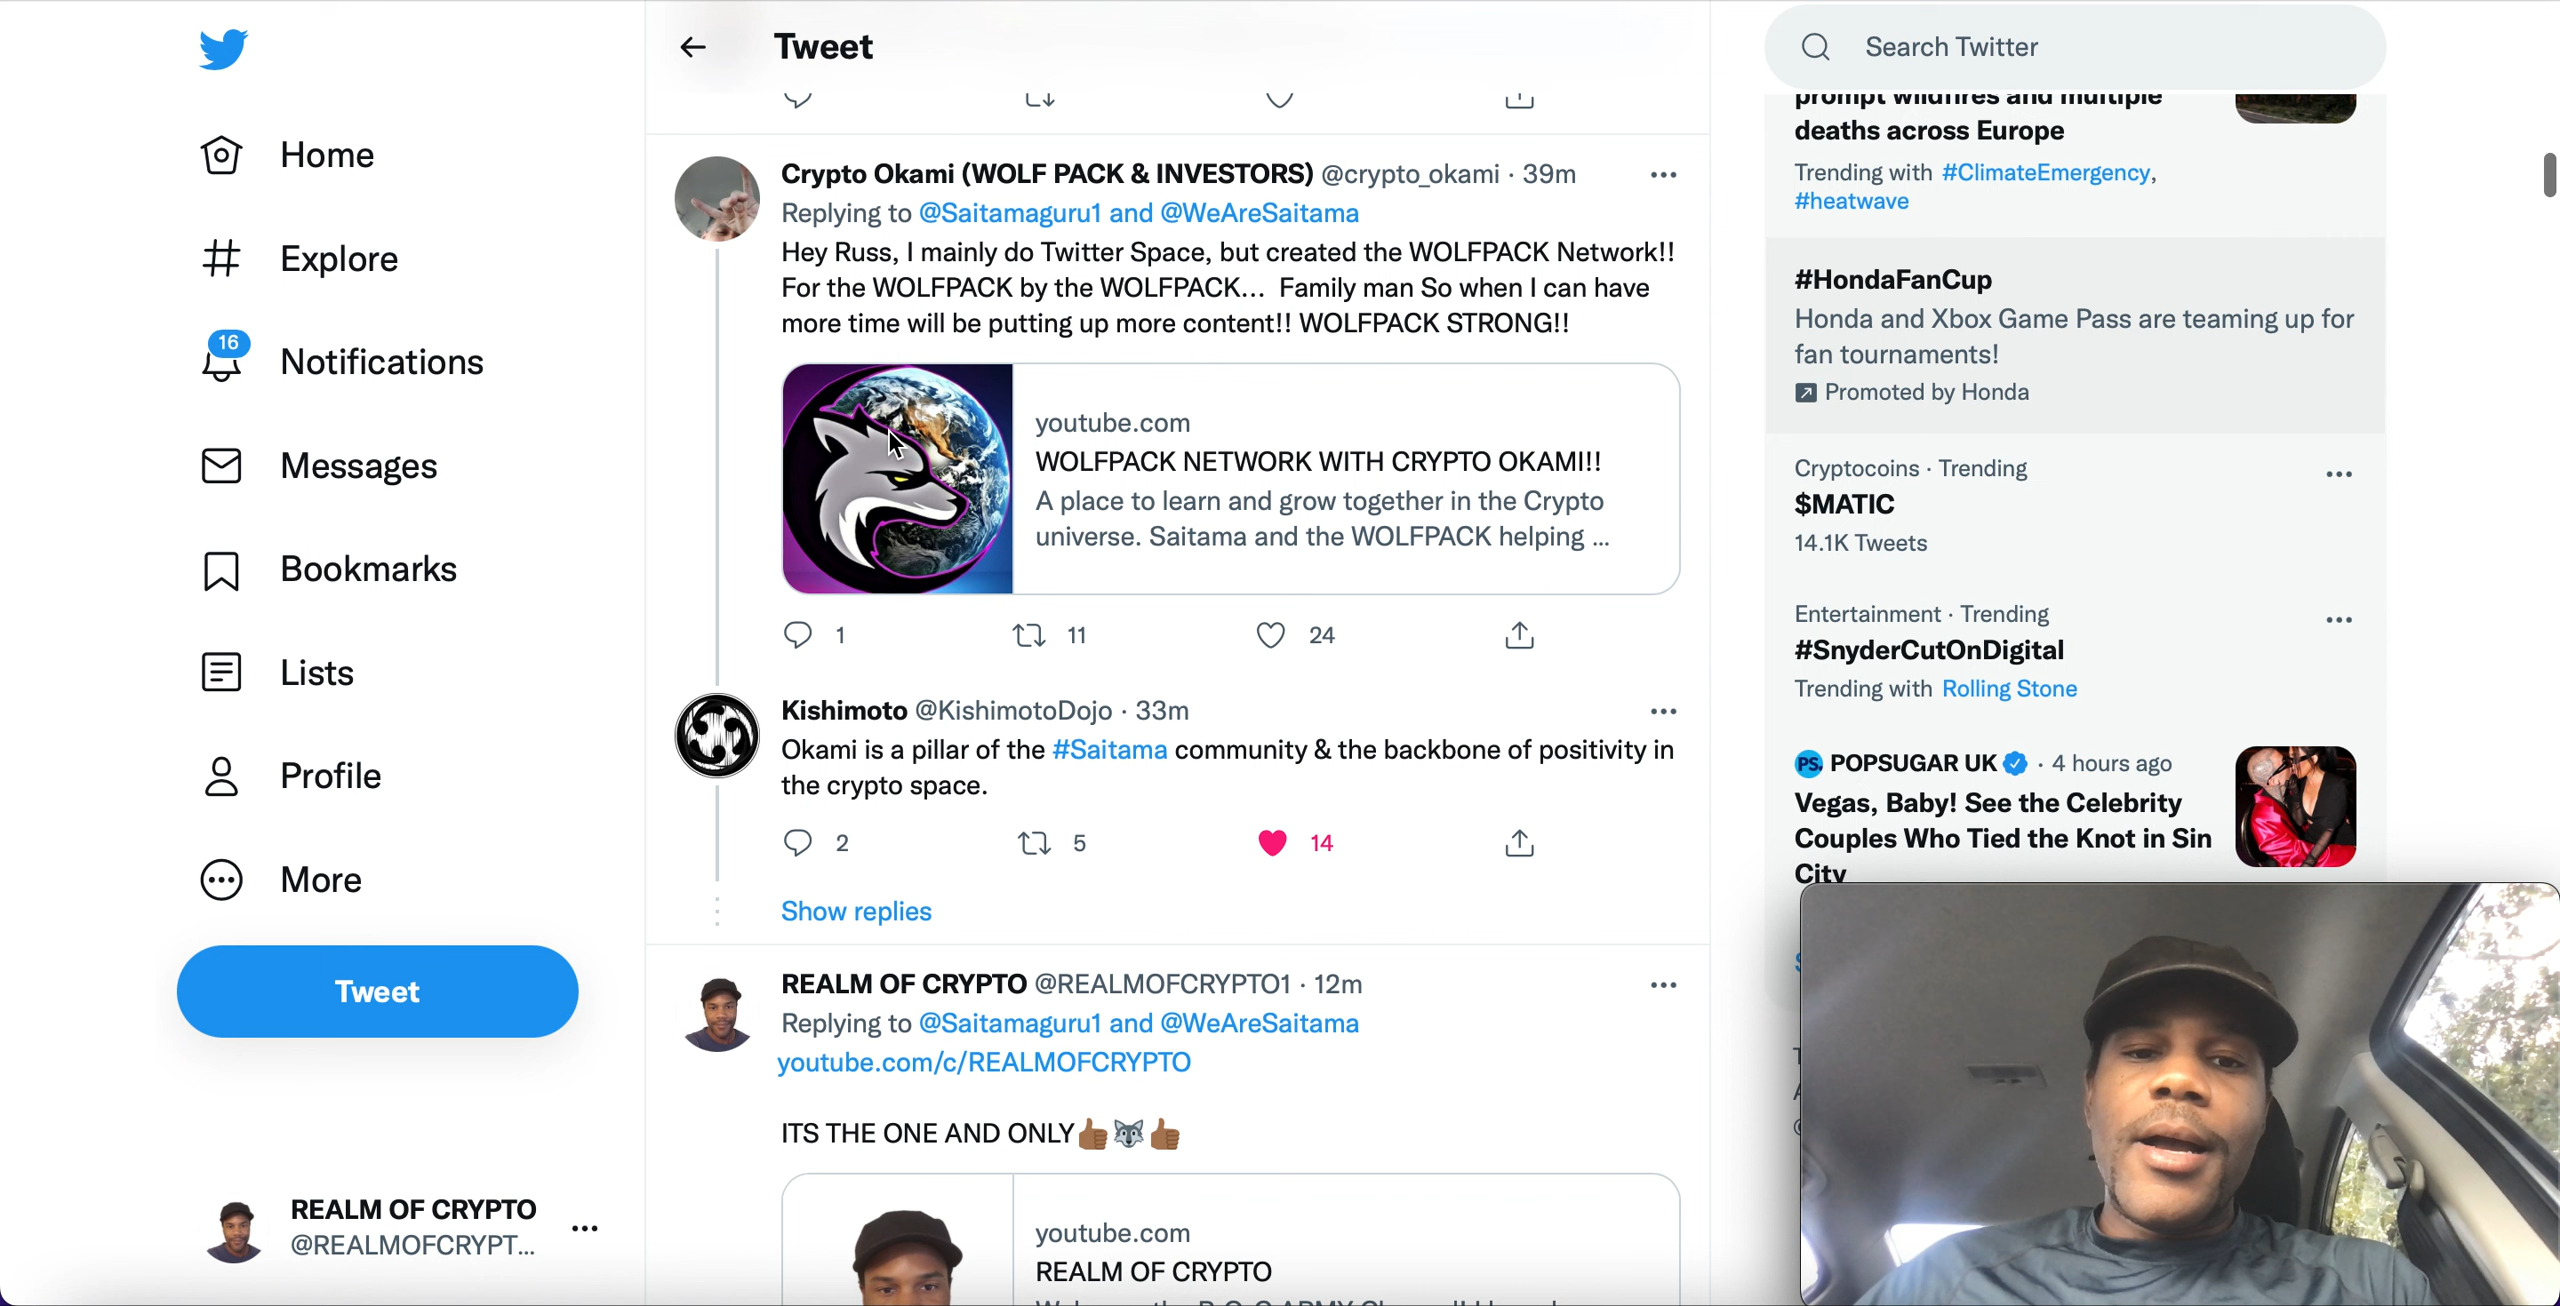 Tweet
Search Twitter
Home
Explore
16
Notifications
Messages
Bookmarks
Lists
Profile
More
Tweet
REALM OF CRYPTO
@REALMOFCRYPT...
Crypto Okami (WOLF PACK & INVESTORS) @crypto_okami · 39m
Replying to @Saitamaguru1 and @WeAreSaitama
Hey Russ, I mainly do Twitter Space, but created the WOLFPACK Network!!
For the WOLFPACK by the WOLFPACK... Family man So when I can have
more time will be putting up more content!! WOLFPACK STRONG!!
youtube.com
WOLFPACK NETWORK WITH CRYPTO OKAMI!!
A place to learn and grow together in the Crypto
universe. Saitama and the WOLFPACK helping ...
1 11 24
Kishimoto @KishimotoDojo · 33m
Okami is a pillar of the #Saitama community & the backbone of positivity in
the crypto space.
2 5 14
Show replies
REALM OF CRYPTO @REALMOFCRYPTO1 · 12m
Replying to @Saitamaguru1 and @WeAreSaitama
youtube.com/c/REALMOFCRYPTO
ITS THE ONE AND ONLY👍🏾🐺👍🏾
youtube.com
REALM OF CRYPTO
prompt wildfires and multiple
deaths across Europe
Trending with #ClimateEmergency,
#heatwave
#HondaFanCup
Honda and Xbox Game Pass are teaming up for
fan tournaments!
Promoted by Honda
Cryptocoins · Trending
$MATIC
14.1K Tweets
Entertainment · Trending
#SnyderCutOnDigital
Trending with Rolling Stone
PS. POPSUGAR UK · 4 hours ago
Vegas, Baby! See the Celebrity
Couples Who Tied the Knot in Sin
City